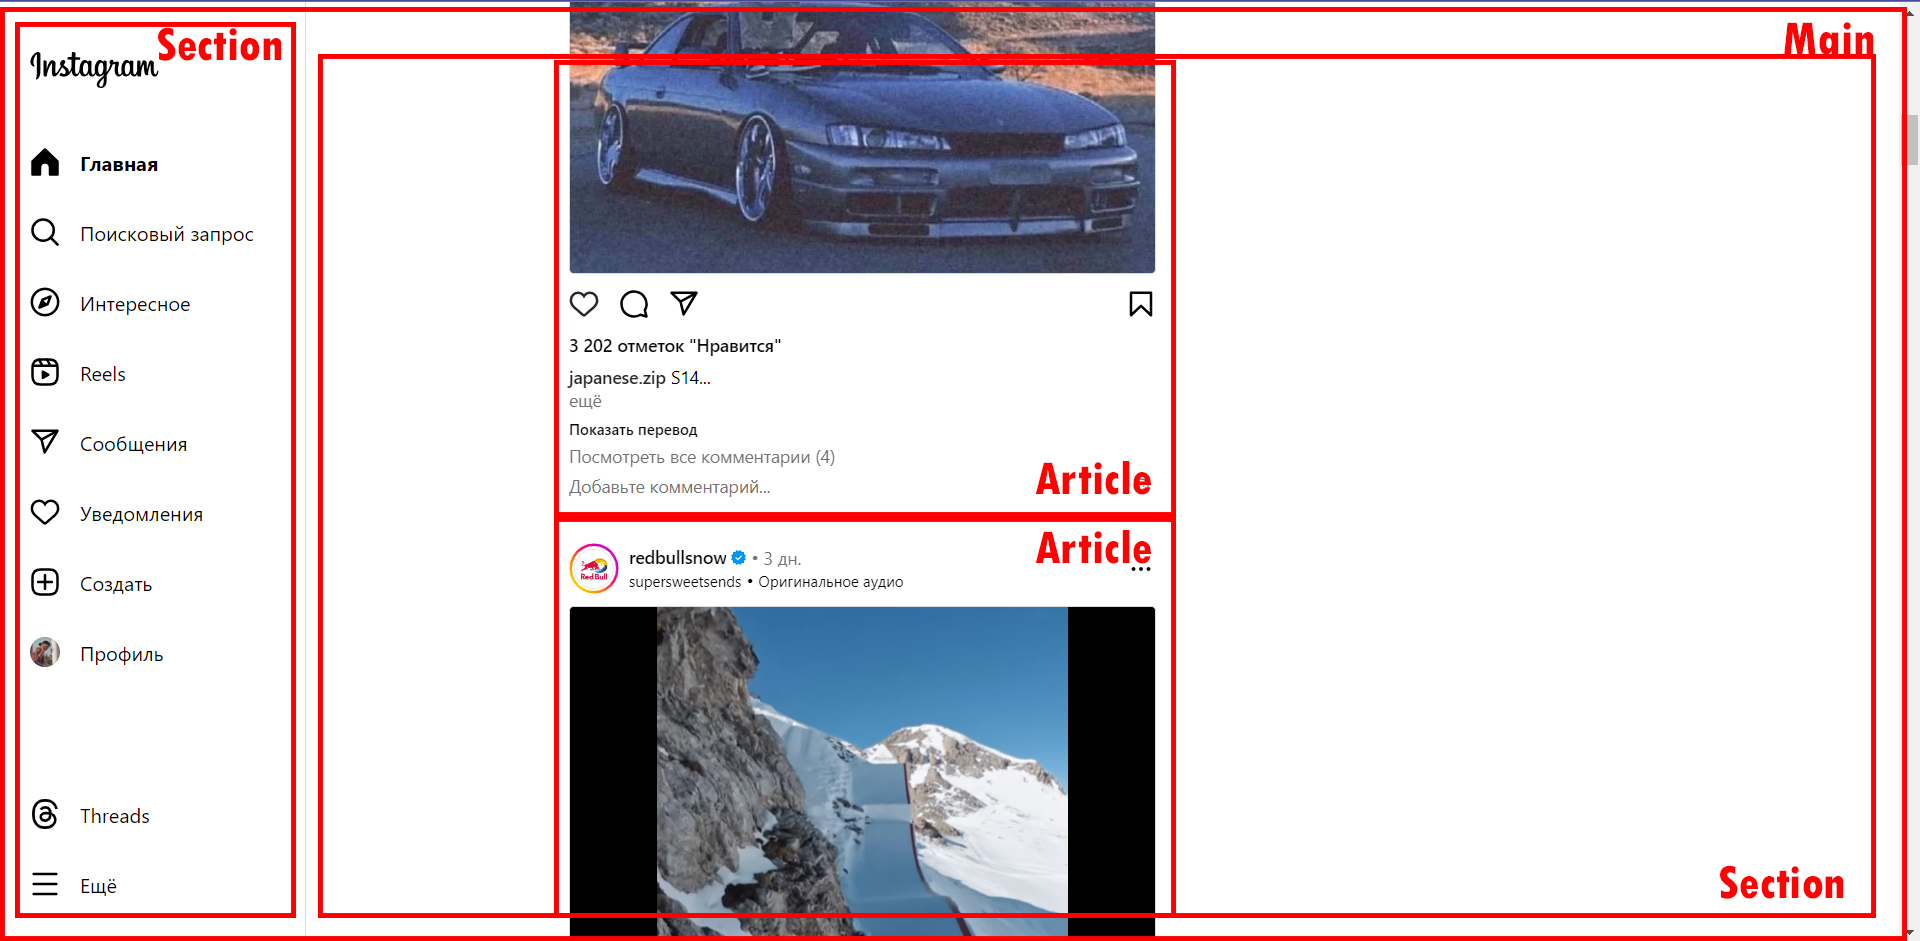 Section
Main
Instagram
Главная
Поисковый запрос
Интересное
Reels
Сообщения
Уведомления
Создать
Профиль
Threads
Ещё
3 202 отметок "Нравится"
japanese.zip S14...
ещё
Показать перевод
Посмотреть все комментарии (4)
Добавьте комментарий...
Article
Article
redbullsnow • 3 дн.
supersweetsends • Оригинальное аудио
Red Bull
Section